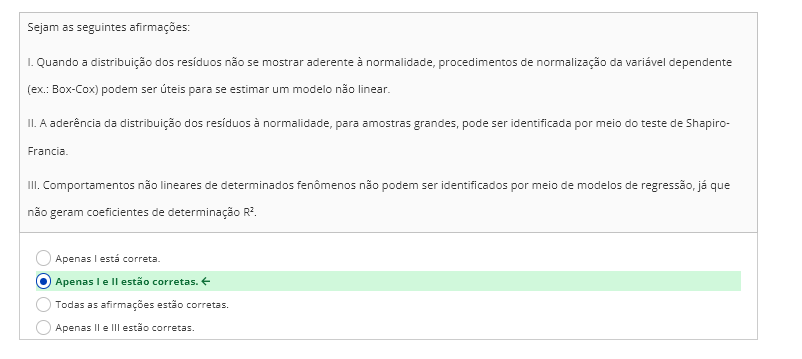 Sejam as seguintes afirmações:
I. Quando a distribuição dos resíduos não se mostrar aderente à normalidade, procedimentos de normalização da variável dependente
(ex.: Box-Cox) podem ser úteis para se estimar um modelo não linear.
II. A aderência da distribuição dos resíduos à normalidade, para amostras grandes, pode ser identificada por meio do teste de Shapiro-
Francia.
III. Comportamentos não lineares de determinados fenômenos não podem ser identificados por meio de modelos de regressão, já que
não geram coeficientes de determinação R².
Apenas I está correta.
Apenas I e II estão corretas. ←
Todas as afirmações estão corretas.
Apenas II e III estão corretas.